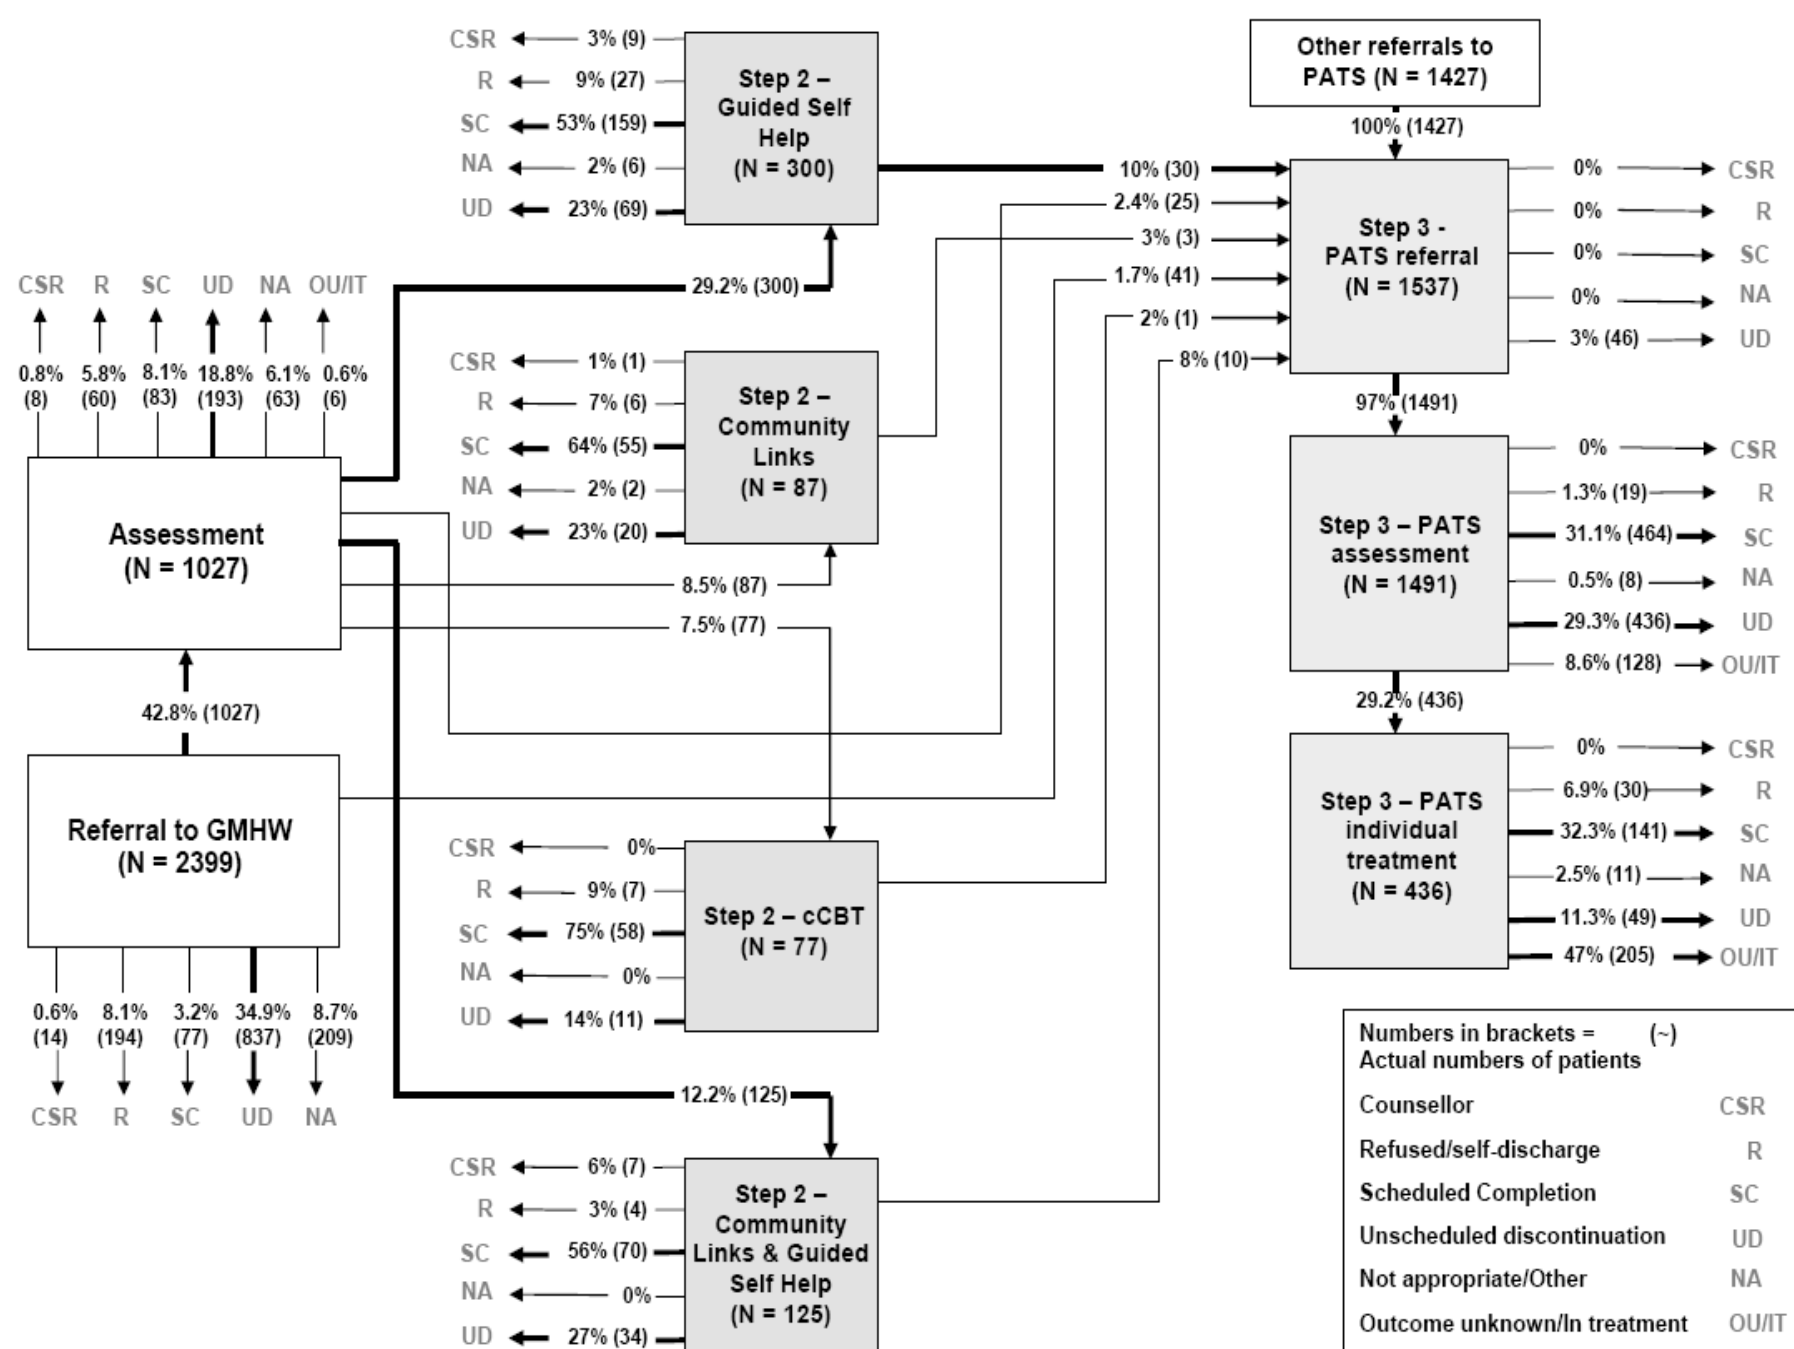 CSR 3% (9)
R 9% (27)
SC 53% (159)
NA 2% (6)
UD 23% (69)
Step 2 –
Guided Self
Help
(N = 300)
Other referrals to
PATS (N = 1427)
100% (1427)
10% (30)
2.4% (25)
3% (3)
1.7% (41)
2% (1)
8% (10)
Step 3 -
PATS referral
(N = 1537)
0% CSR
0% R
0% SC
0% NA
3% (46) UD
97% (1491)
29.2% (300)
CSR R SC UD NA OU/IT
0.8% 5.8% 8.1% 18.8% 6.1% 0.6%
(8) (60) (83) (193) (63) (6)
Assessment
(N = 1027)
CSR 1% (1)
R 7% (6)
SC 64% (55)
NA 2% (2)
UD 23% (20)
Step 2 –
Community
Links
(N = 87)
8.5% (87)
7.5% (77)
Step 3 – PATS
assessment
(N = 1491)
0% CSR
1.3% (19) R
31.1% (464) SC
0.5% (8) NA
29.3% (436) UD
8.6% (128) OU/IT
29.2% (436)
42.8% (1027)
Referral to GMHW
(N = 2399)
0.6% 8.1% 3.2% 34.9% 8.7%
(14) (194) (77) (837) (209)
CSR R SC UD NA
CSR 0%
R 9% (7)
SC 75% (58)
NA 0%
UD 14% (11)
Step 2 – cCBT
(N = 77)
Step 3 – PATS
individual
treatment
(N = 436)
0% CSR
6.9% (30) R
32.3% (141) SC
2.5% (11) NA
11.3% (49) UD
47% (205) OU/IT
12.2% (125)
CSR 6% (7)
R 3% (4)
SC 56% (70)
NA 0%
UD 27% (34)
Step 2 –
Community
Links & Guided
Self Help
(N = 125)
Numbers in brackets = (~)
Actual numbers of patients
Counsellor CSR
Refused/self-discharge R
Scheduled Completion SC
Unscheduled discontinuation UD
Not appropriate/Other NA
Outcome unknown/In treatment OU/IT